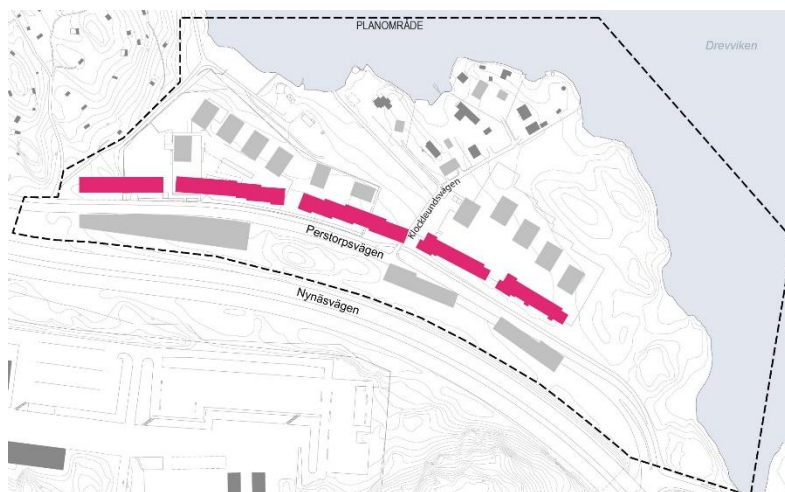 PLANOMRÅDE
Drevviken
Klockelundsvägen
Perstorpsvägen
Nynäsvägen